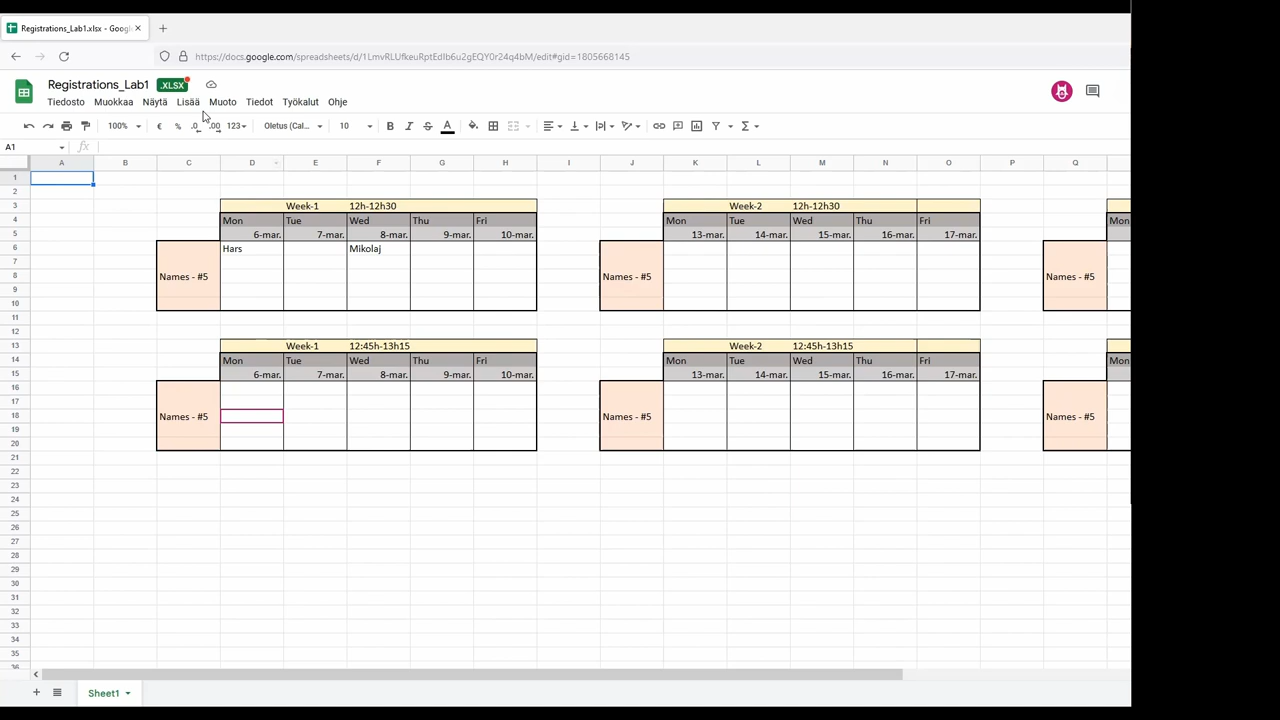 Registrations_Lab1.xlsx - Goog
https://docs.google.com/spreadsheets/d/1LmvRLUfkeuRptEdIb6u2gEQY0r24q4bM/edit#gid=1805668145
Registrations_Lab1 .XLSX
Tiedosto Muokkaa Näytä Lisää Muoto Tiedot Työkalut Ohje
100% € % .0 .00 123 Oletus (Cal... 10 B I S A Σ
A1 fx
A B C D E F G H I J K L M N O P Q
1
2
3 Week-1 12h-12h30 Week-2 12h-12h30
4 Mon Tue Wed Thu Fri Mon Tue Wed Thu Fri Mon
5 6-mar. 7-mar. 8-mar. 9-mar. 10-mar. 13-mar. 14-mar. 15-mar. 16-mar. 17-mar.
6 Hars Mikolaj
7
8 Names - #5 Names - #5 Names - #5
9
10
11
12
13 Week-1 12:45h-13h15 Week-2 12:45h-13h15
14 Mon Tue Wed Thu Fri Mon Tue Wed Thu Fri Mon
15 6-mar. 7-mar. 8-mar. 9-mar. 10-mar. 13-mar. 14-mar. 15-mar. 16-mar. 17-mar.
16
17
18 Names - #5 Names - #5 Names - #5
19
20
21
22
23
24
25
26
27
28
29
30
31
32
33
34
35
36
Sheet1